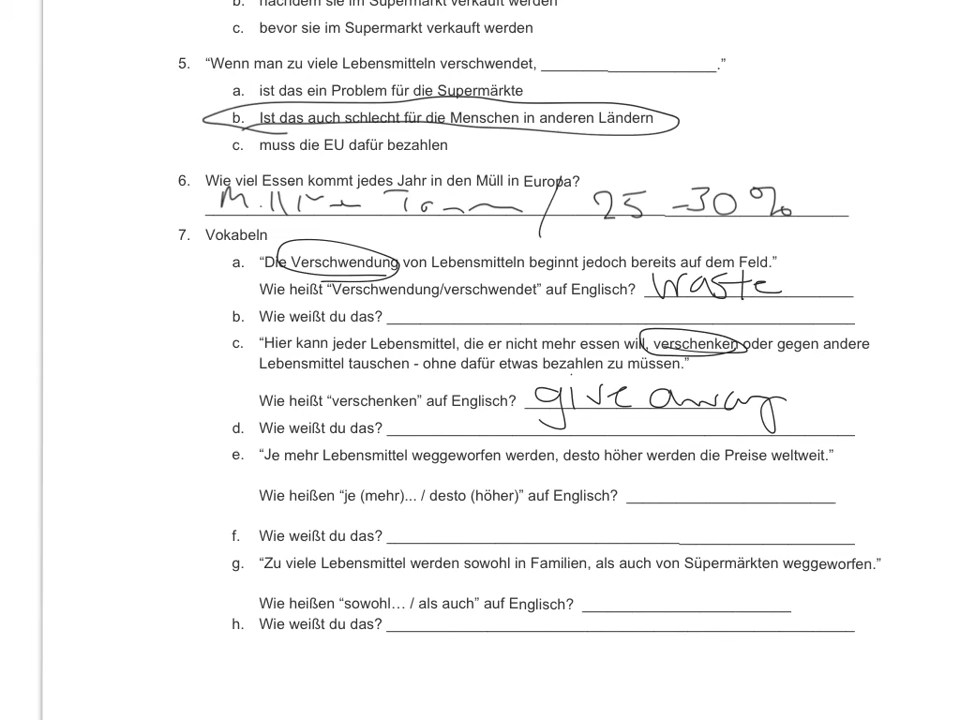 b. nachdem sie im Supermarkt verkauft werden
c. bevor sie im Supermarkt verkauft werden
5. “Wenn man zu viele Lebensmitteln verschwendet, ____________________.”
a. ist das ein Problem für die Supermärkte
b. Ist das auch schlecht für die Menschen in anderen Ländern
c. muss die EU dafür bezahlen
6. Wie viel Essen kommt jedes Jahr in den Müll in Europa?
/ 25-30%
7. Vokabeln
a. “Die Verschwendung von Lebensmitteln beginnt jedoch bereits auf dem Feld.”
Wie heißt “Verschwendung/verschwendet” auf Englisch? waste
b. Wie weißt du das?
c. “Hier kann jeder Lebensmittel, die er nicht mehr essen will, verschenken oder gegen andere
Lebensmittel tauschen - ohne dafür etwas bezahlen zu müssen.”
Wie heißt “verschenken” auf Englisch? give away
d. Wie weißt du das?
e. “Je mehr Lebensmittel weggeworfen werden, desto höher werden die Preise weltweit.”
Wie heißen “je (mehr)... / desto (höher)” auf Englisch?
f. Wie weißt du das?
g. “Zu viele Lebensmittel werden sowohl in Familien, als auch von Süpermärkten weggeworfen.”
Wie heißen “sowohl… / als auch” auf Englisch?
h. Wie weißt du das?